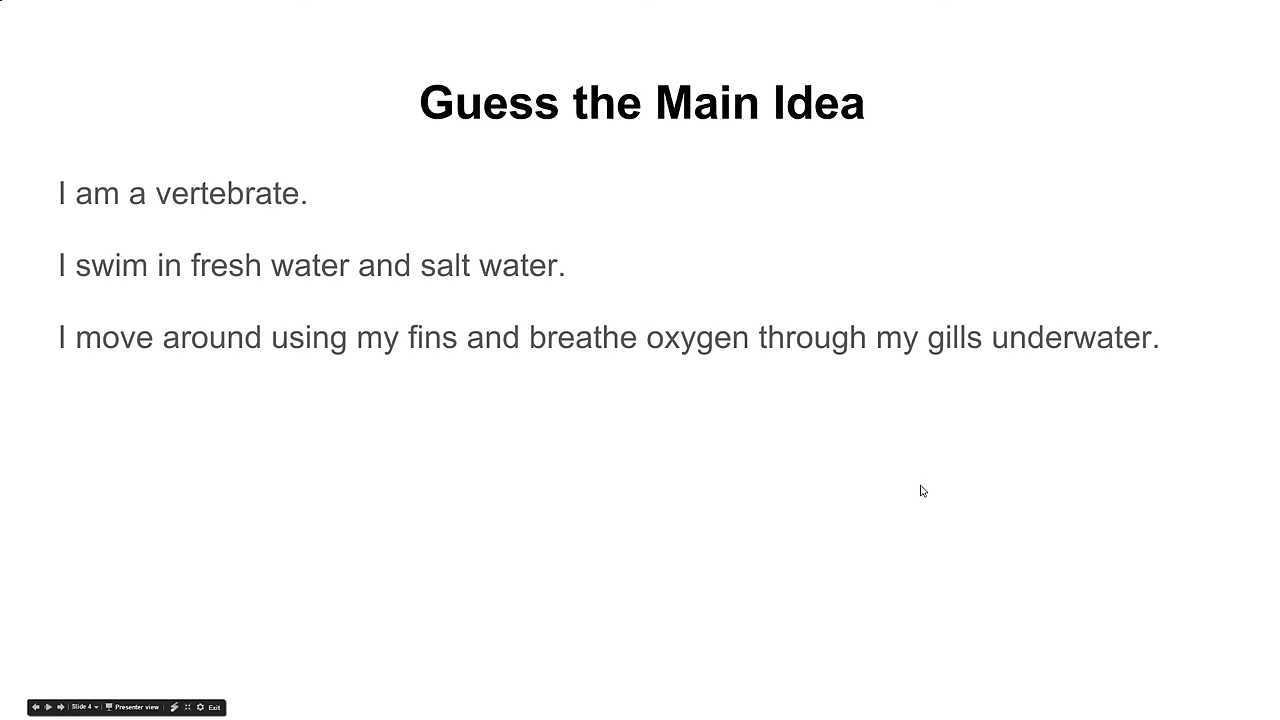 Guess the Main Idea
I am a vertebrate.
I swim in fresh water and salt water.
I move around using my fins and breathe oxygen through my gills underwater.
Slide 4 Presenter view Exit